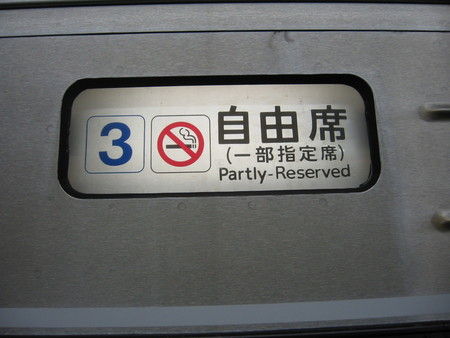 3
自由席
(一部指定席)
Partly-Reserved